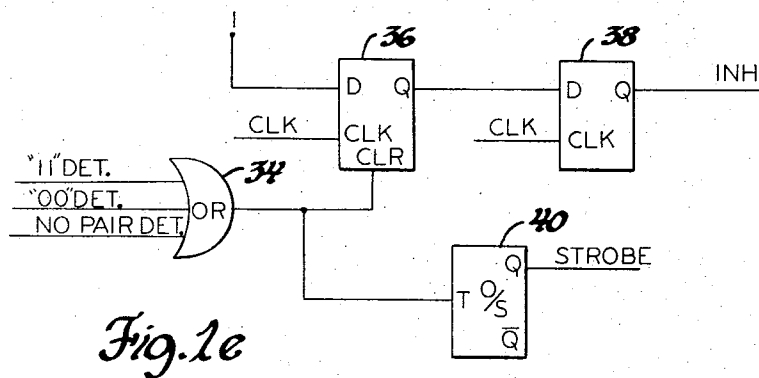 1
36
38
D Q
D Q
INH
CLK
CLK
CLK
CLK
CLR
"11" DET.
34
"00" DET.
OR
NO PAIR DET.
40
Q
STROBE
T O/S
Q̅
Fig. 1e